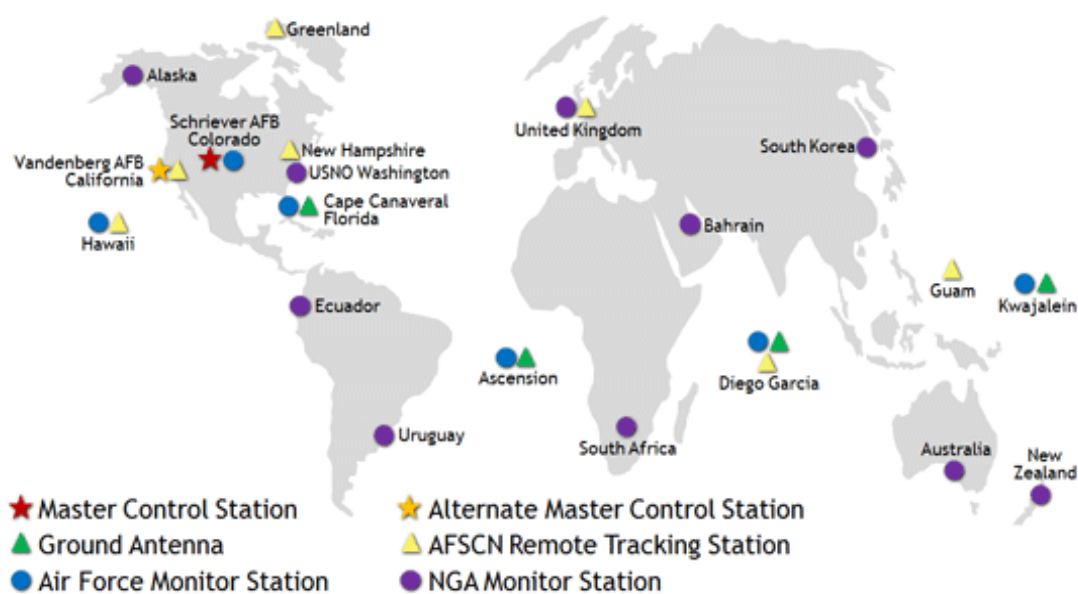 Greenland
Alaska
Schriever AFB
Colorado
Vandenberg AFB
California
New Hampshire
USNO Washington
Cape Canaveral
Florida
Hawaii
United Kingdom
South Korea
Bahrain
Guam
Kwajalein
Ecuador
Ascension
Diego Garcia
Uruguay
South Africa
Australia
New
Zealand
Master Control Station
Alternate Master Control Station
Ground Antenna
AFSCN Remote Tracking Station
Air Force Monitor Station
NGA Monitor Station